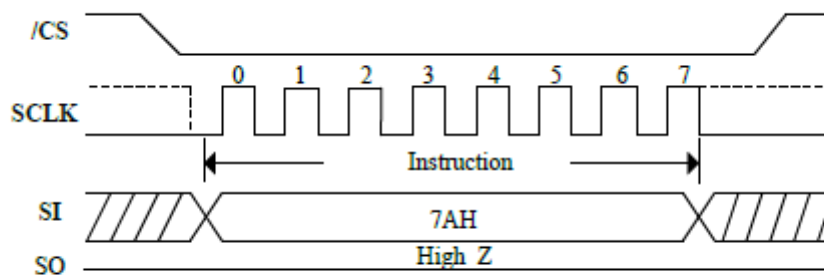 /CS
0 1 2 3 4 5 6 7
SCLK
Instruction
SI
7AH
High Z
SO